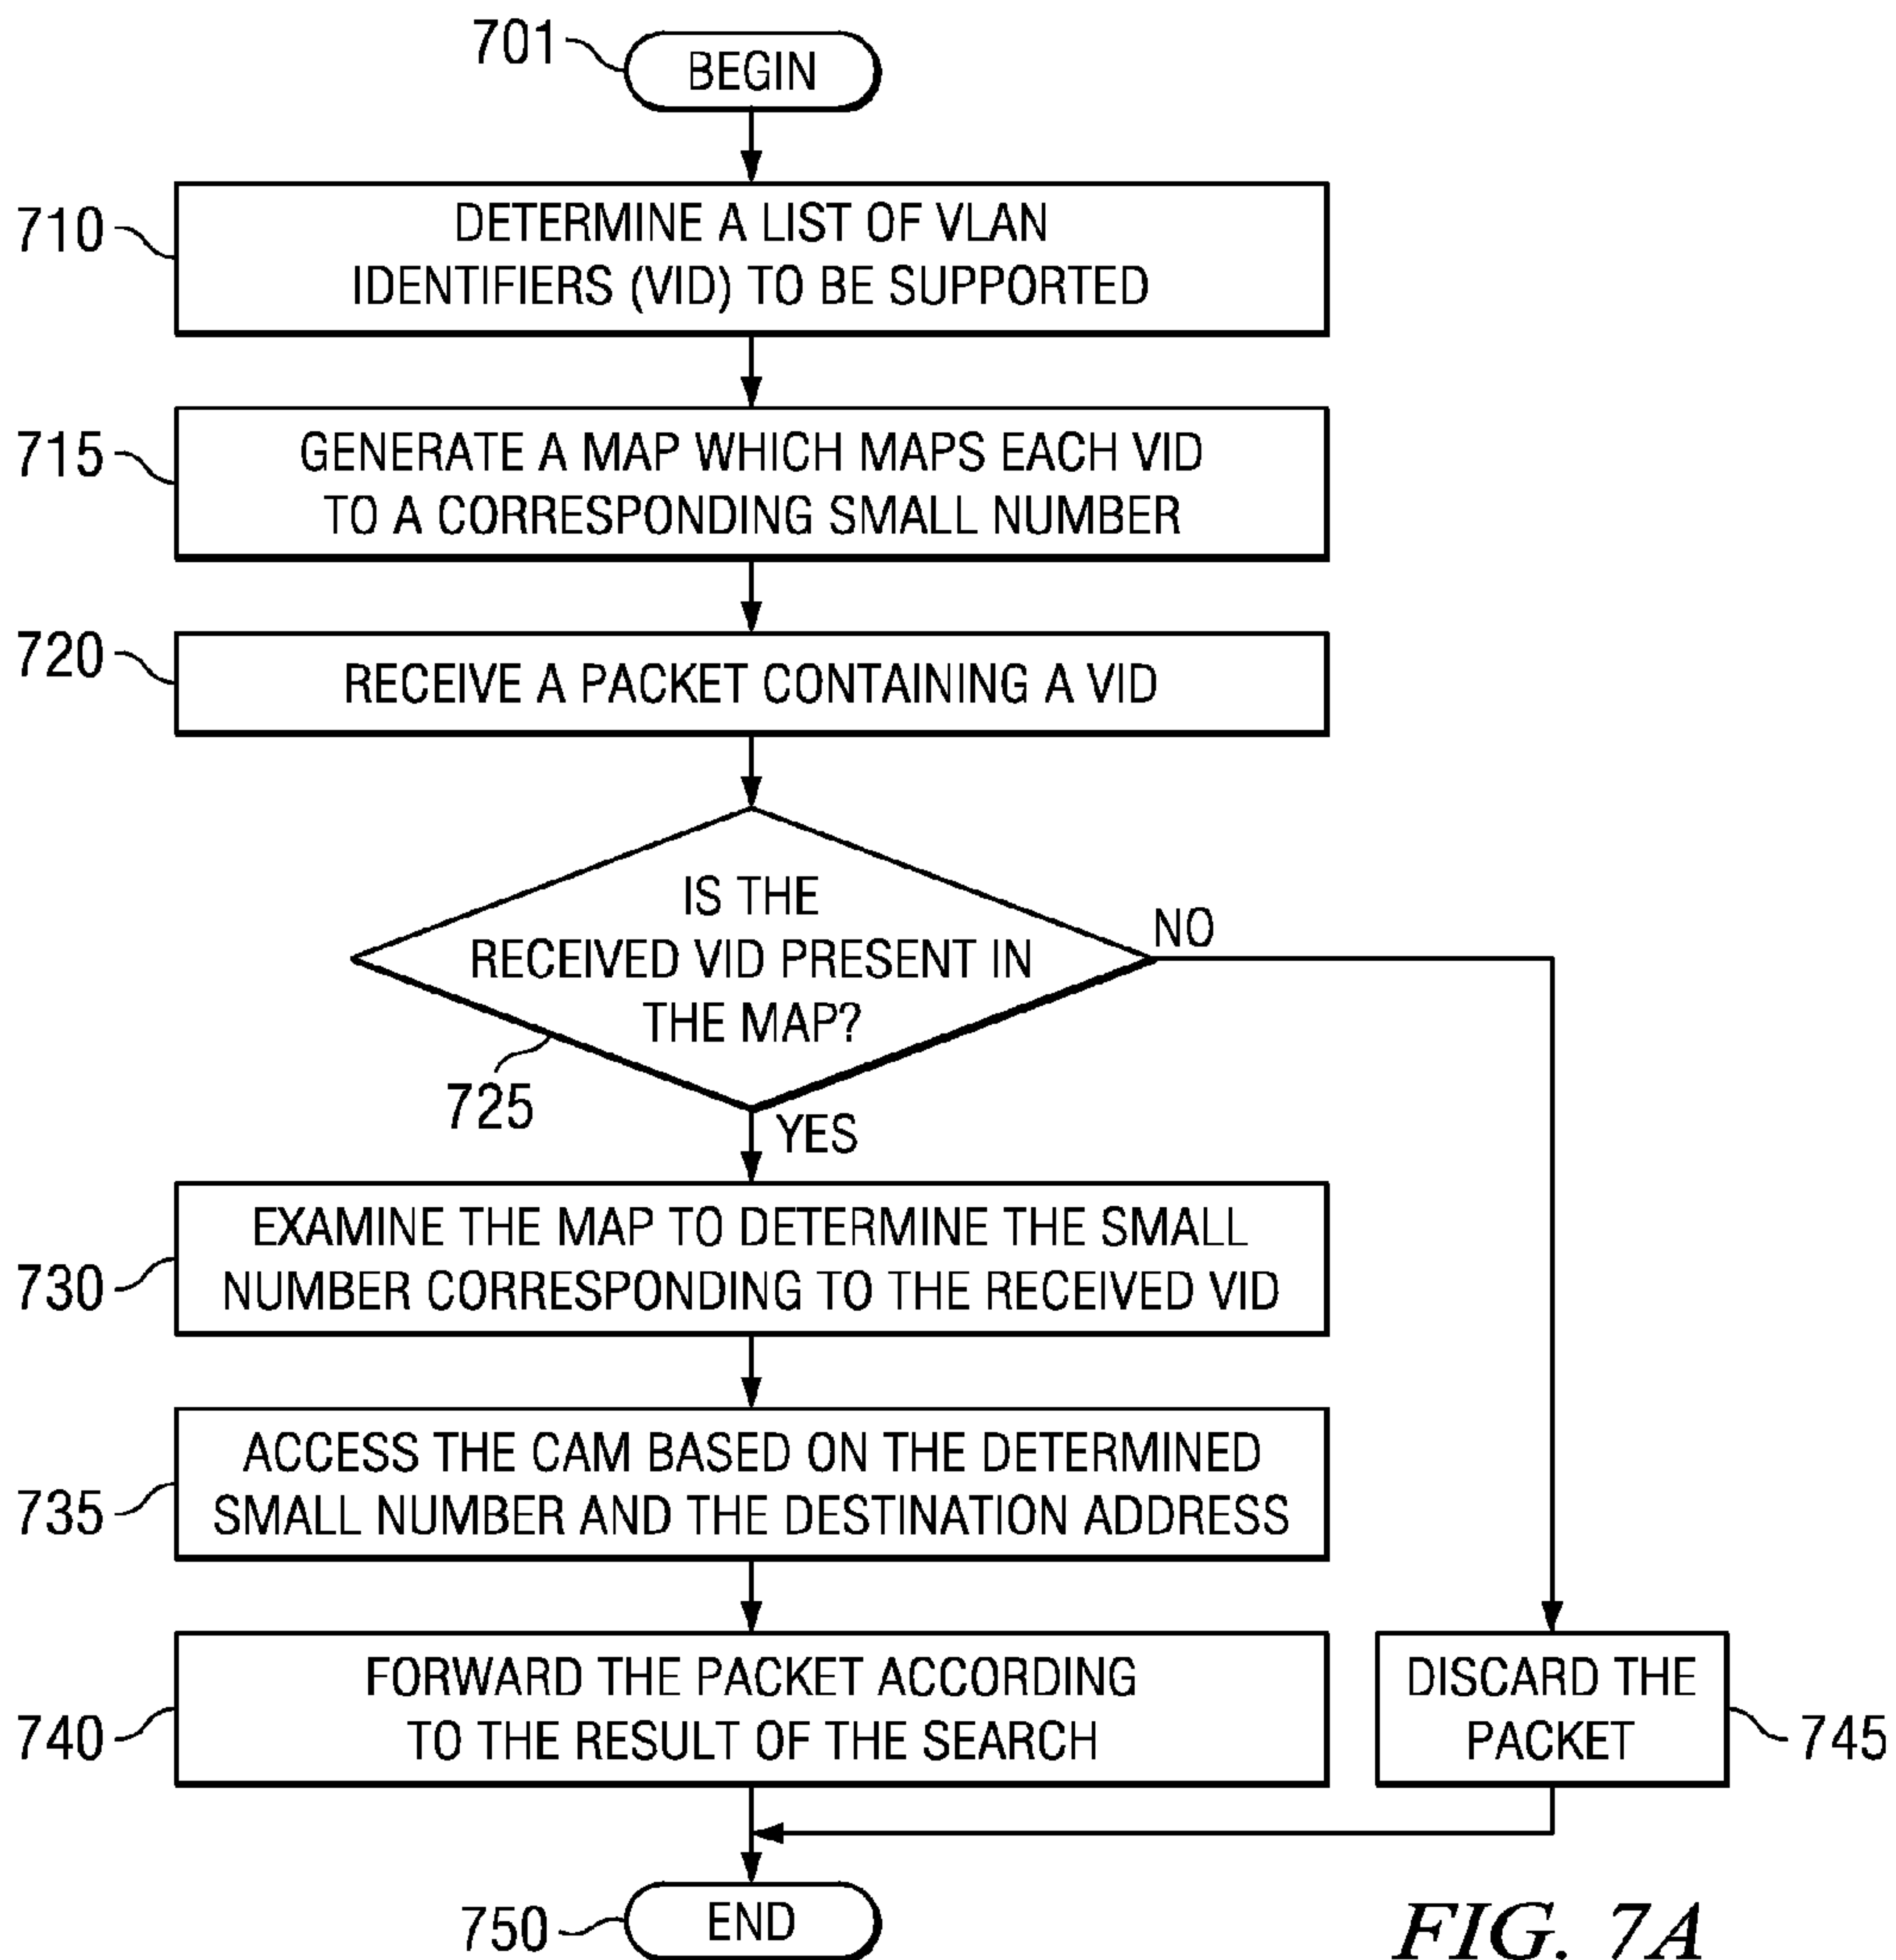 701
BEGIN
710
DETERMINE A LIST OF VLAN
IDENTIFIERS (VID) TO BE SUPPORTED
715
GENERATE A MAP WHICH MAPS EACH VID
TO A CORRESPONDING SMALL NUMBER
720
RECEIVE A PACKET CONTAINING A VID
IS THE
RECEIVED VID PRESENT IN
THE MAP?
NO
725
YES
730
EXAMINE THE MAP TO DETERMINE THE SMALL
NUMBER CORRESPONDING TO THE RECEIVED VID
735
ACCESS THE CAM BASED ON THE DETERMINED
SMALL NUMBER AND THE DESTINATION ADDRESS
740
FORWARD THE PACKET ACCORDING
TO THE RESULT OF THE SEARCH
DISCARD THE
PACKET
745
750
END
FIG. 7A